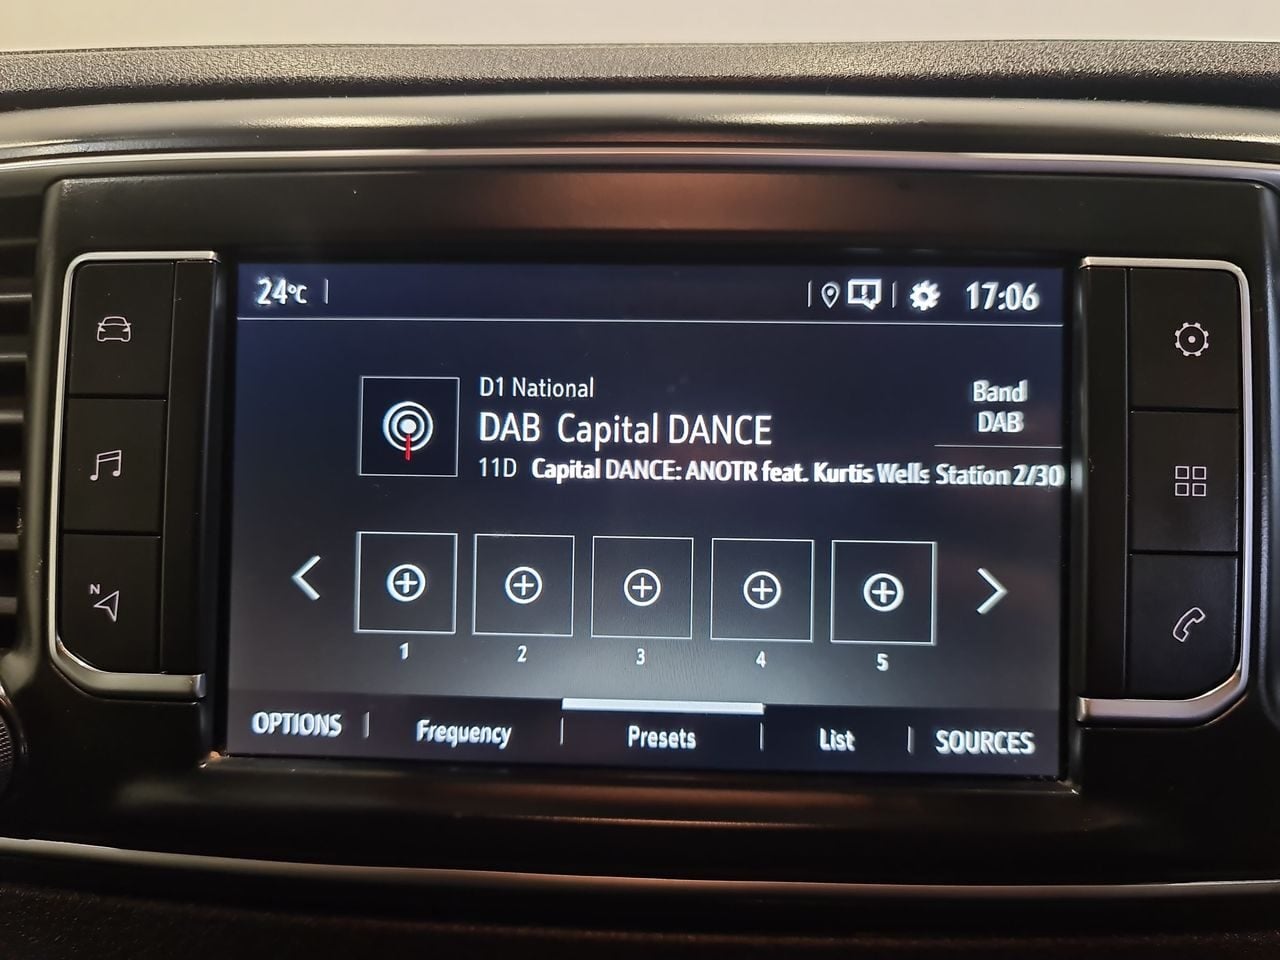 24°C
17:06
D1 National
Band
DAB Capital DANCE
DAB
11D Capital DANCE: ANOTR feat. Kurtis Wells Station 2/30
N
1 2 3 4 5
OPTIONS Frequency Presets List SOURCES